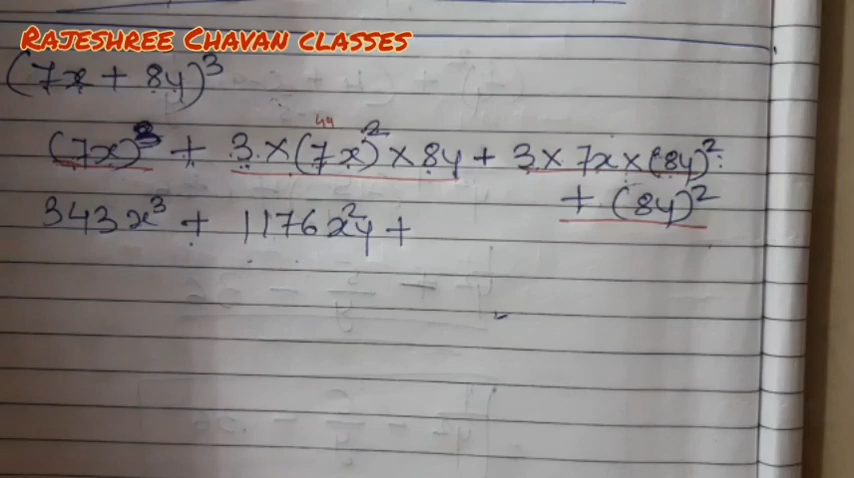 RAJESHREE CHAVAN CLASSES
(7x + 8y)³
(7x)³ + 3 × (7x)² × 8y + 3 × 7x × (8y)²
+ (8y)²
343x³ + 1176x²y +